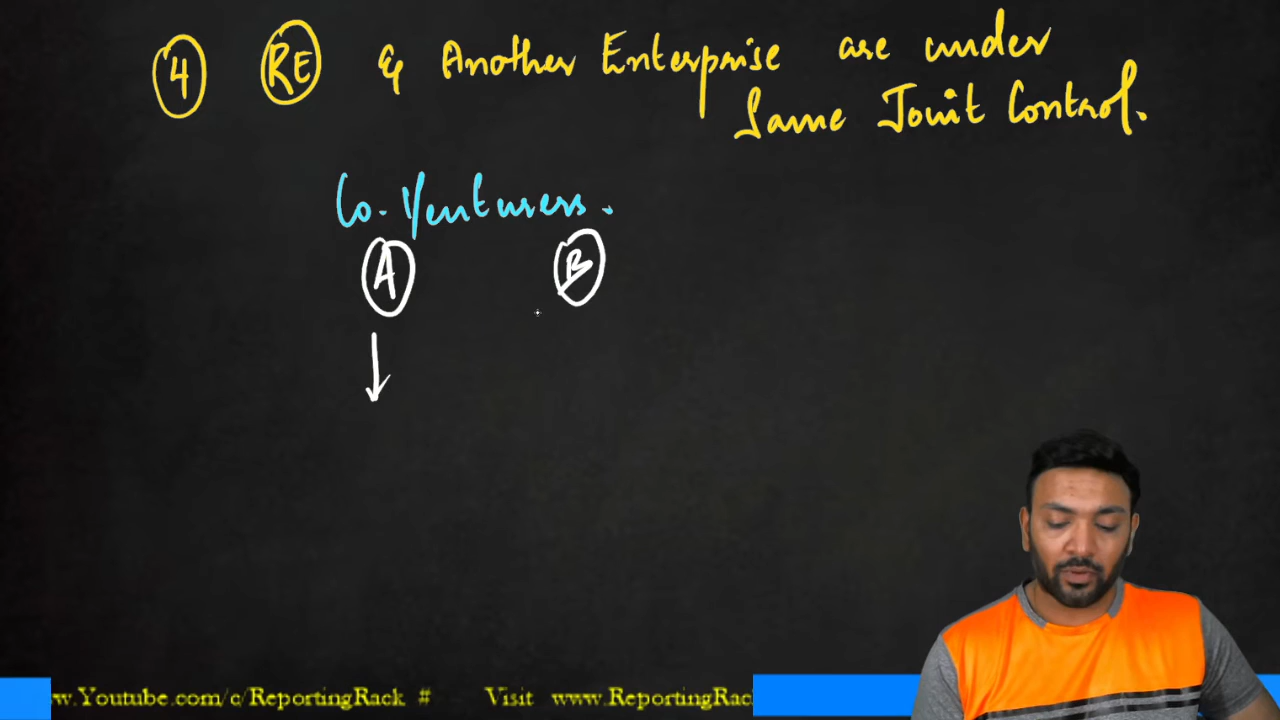 4 RE & Another Enterprise are under
Same Joint Control.
Co-Venturers.
A B
w.Youtube.com/c/ReportingRack # Visit www.ReportingRac